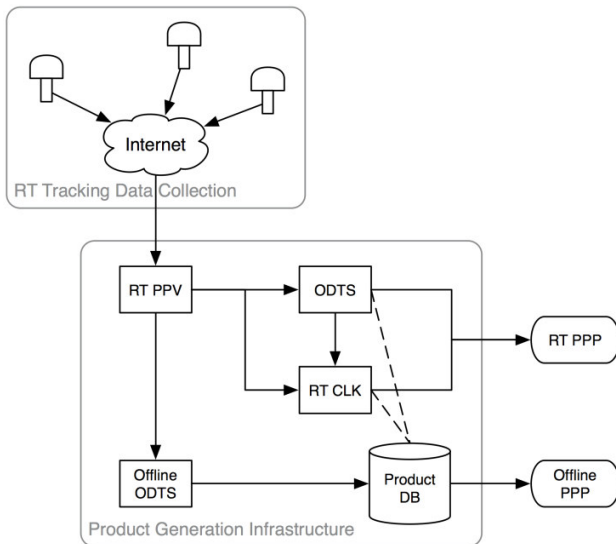 Internet
RT Tracking Data Collection
RT PPV
ODTS
RT PPP
RT CLK
Offline
ODTS
Product
DB
Offline
PPP
Product Generation Infrastructure